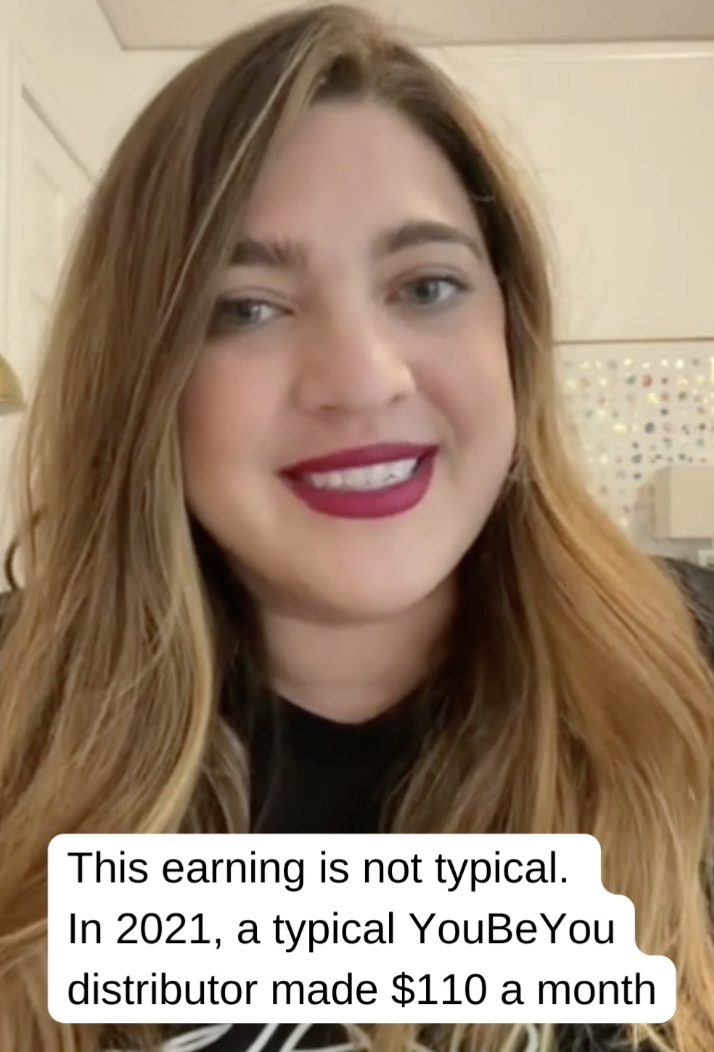 This earning is not typical.
In 2021, a typical YouBeYou
distributor made $110 a month